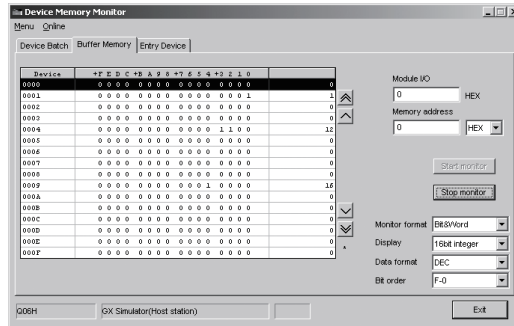 Device Memory Monitor
Menu Online
Device Batch Buffer Memory Entry Device
Device +F E D C +B A 9 8 +7 6 5 4 +3 2 1 0
0000 0 0 0 0 0 0 0 0 0 0 0 0 0 0 0 0 0
0001 0 0 0 0 0 0 0 0 0 0 0 0 0 0 0 1 1
0002 0 0 0 0 0 0 0 0 0 0 0 0 0 0 0 0 0
0003 0 0 0 0 0 0 0 0 0 0 0 0 0 0 0 0 0
0004 0 0 0 0 0 0 0 0 0 0 0 0 1 1 0 0 12
0005 0 0 0 0 0 0 0 0 0 0 0 0 0 0 0 0 0
0006 0 0 0 0 0 0 0 0 0 0 0 0 0 0 0 0 0
0007 0 0 0 0 0 0 0 0 0 0 0 0 0 0 0 0 0
0008 0 0 0 0 0 0 0 0 0 0 0 0 0 0 0 0 0
0009 0 0 0 0 0 0 0 0 0 0 0 1 0 0 0 0 16
000A 0 0 0 0 0 0 0 0 0 0 0 0 0 0 0 0 0
000B 0 0 0 0 0 0 0 0 0 0 0 0 0 0 0 0 0
000C 0 0 0 0 0 0 0 0 0 0 0 0 0 0 0 0 0
000D 0 0 0 0 0 0 0 0 0 0 0 0 0 0 0 0 0
000E 0 0 0 0 0 0 0 0 0 0 0 0 0 0 0 0 0
000F 0 0 0 0 0 0 0 0 0 0 0 0 0 0 0 0 0
Module I/O
0 HEX
Memory address
0 HEX
Start monitor
Stop monitor
Monitor format Bit&Word
Display 16bit integer
Data format DEC
Bit order F-0
*
Q06H GX Simulator(Host station) Exit